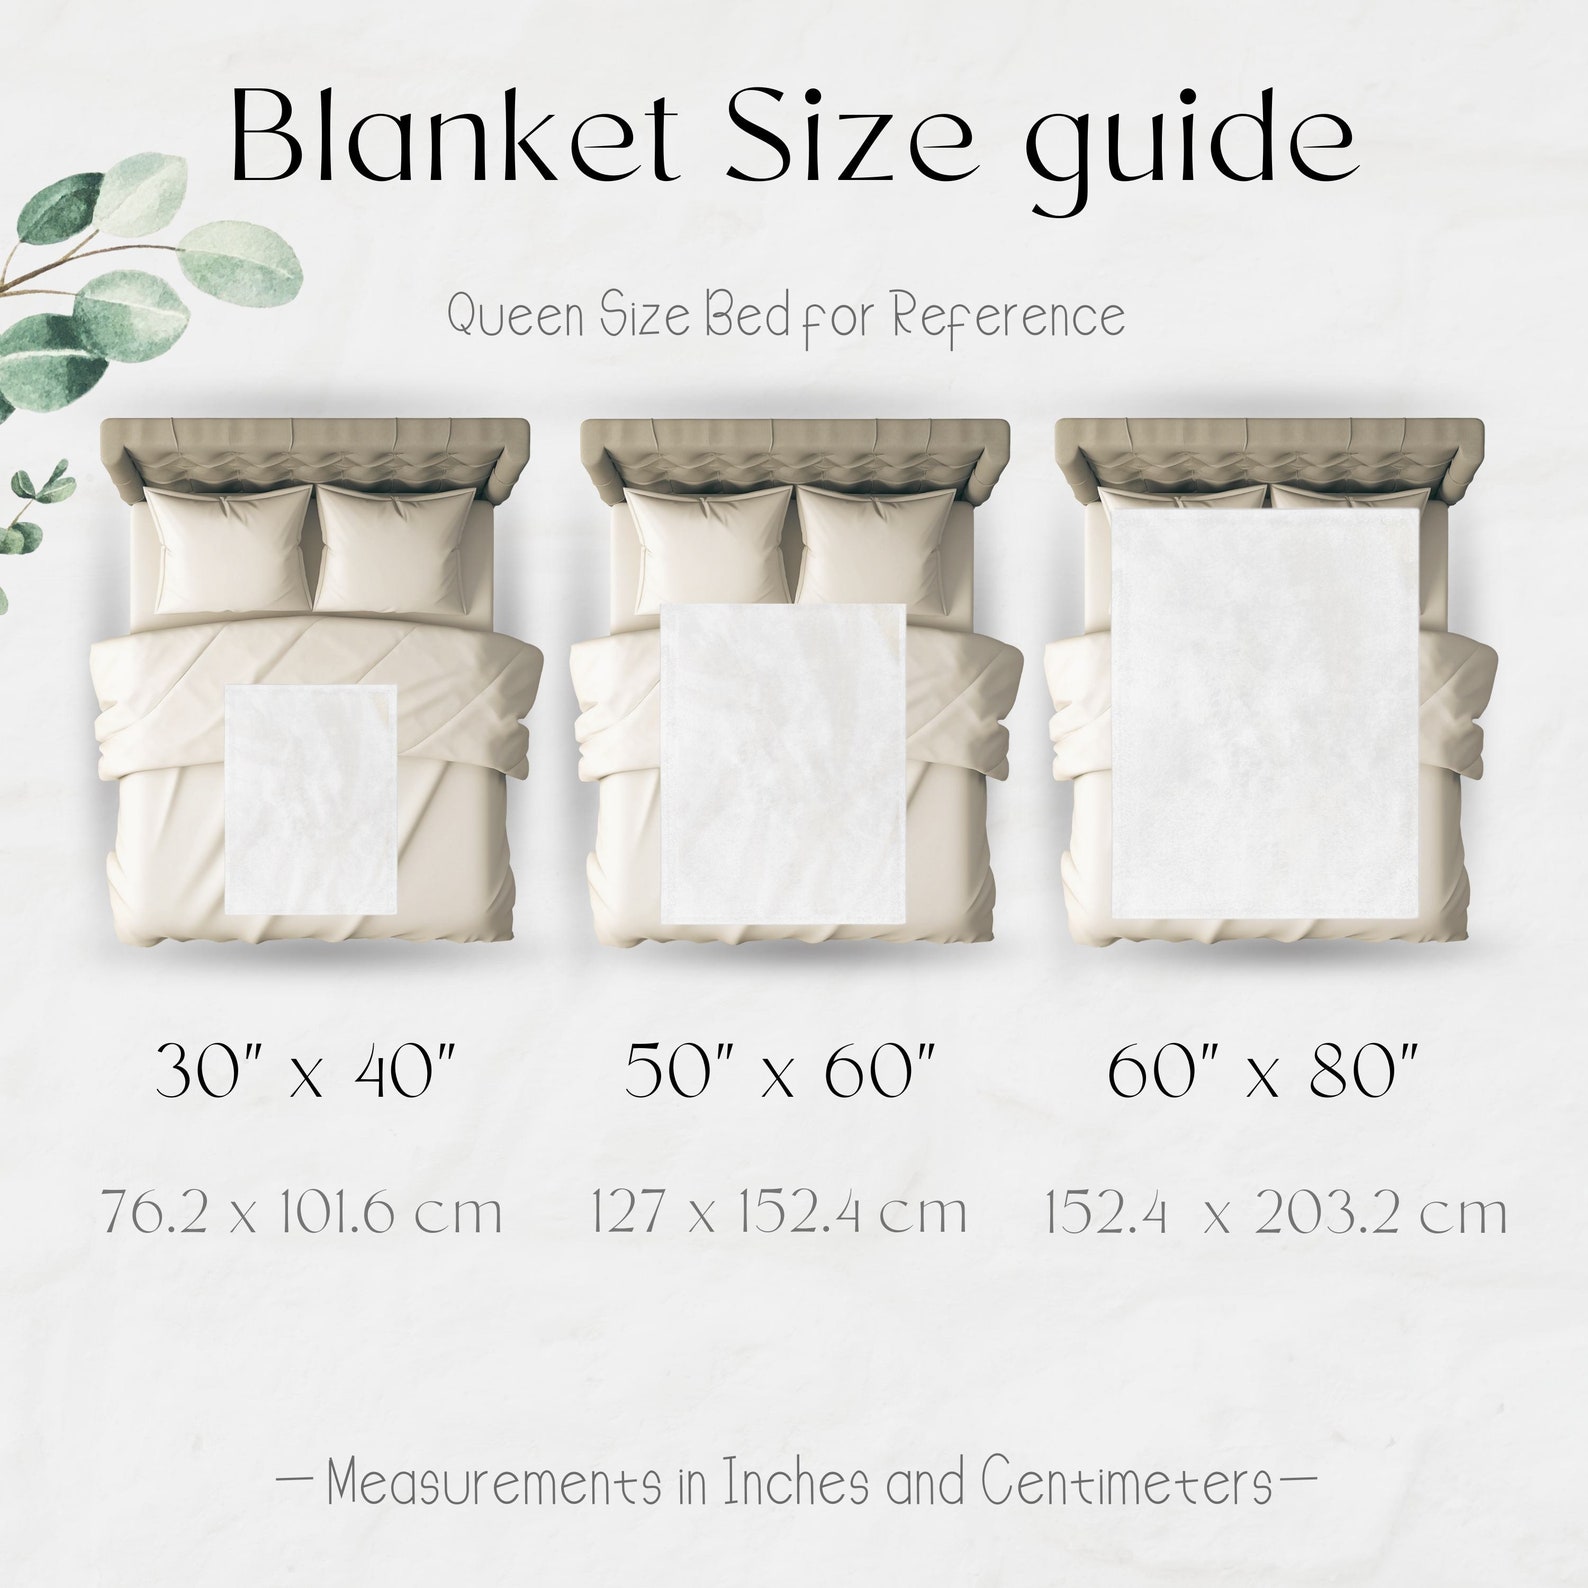 Blanket Size guide
Queen Size Bed for Reference
30" x 40"
50" x 60"
60" x 80"
76.2 x 101.6 cm
127 x 152.4 cm
152.4 x 203.2 cm
— Measurements in Inches and Centimeters—